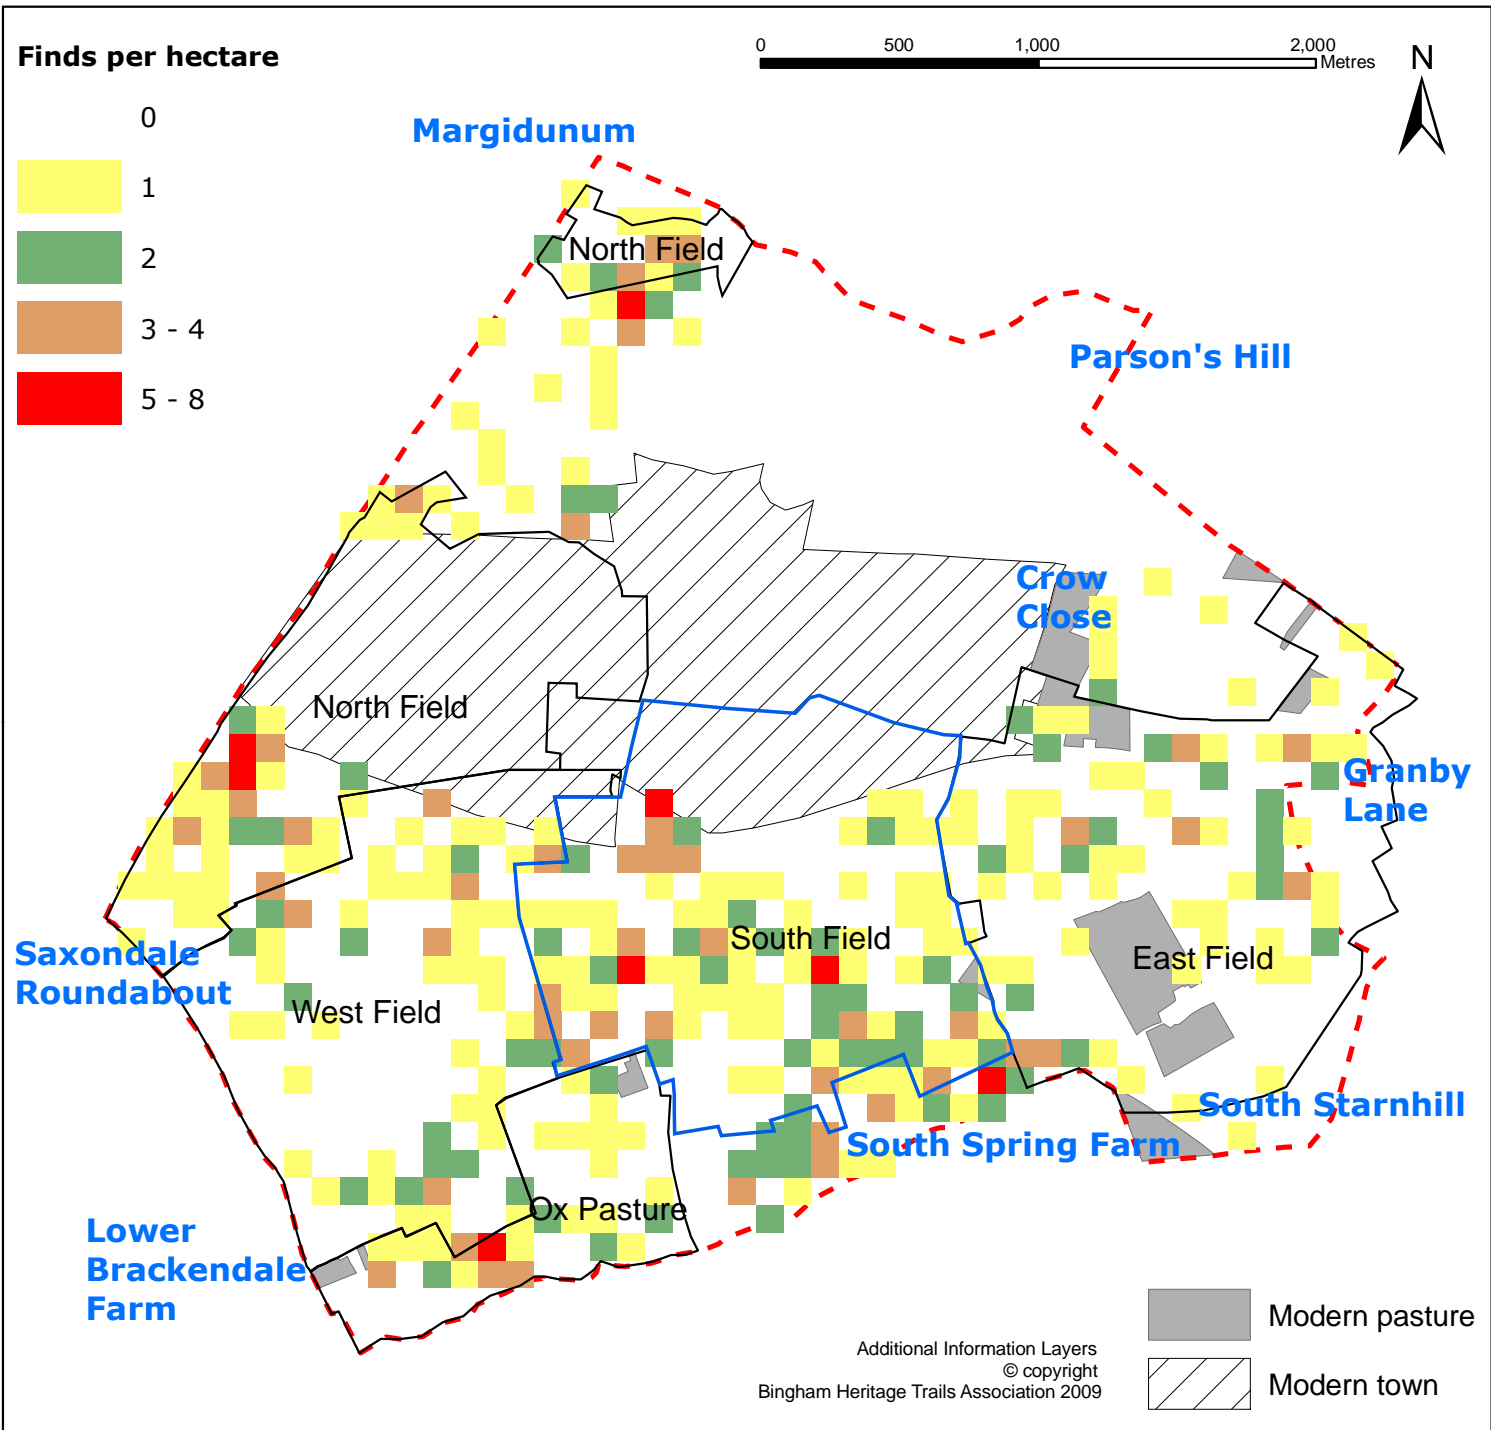 Finds per hectare
0
1
2
3 - 4
5 - 8
0 500 1,000 2,000
Metres
N
Margidunum
North Field
Parson's Hill
Crow
Close
North Field
Granby
Lane
South Field
East Field
Saxondale
Roundabout
West Field
South Starnhill
South Spring Farm
Ox Pasture
Lower
Brackendale
Farm
Modern pasture
Modern town
Additional Information Layers
© copyright
Bingham Heritage Trails Association 2009